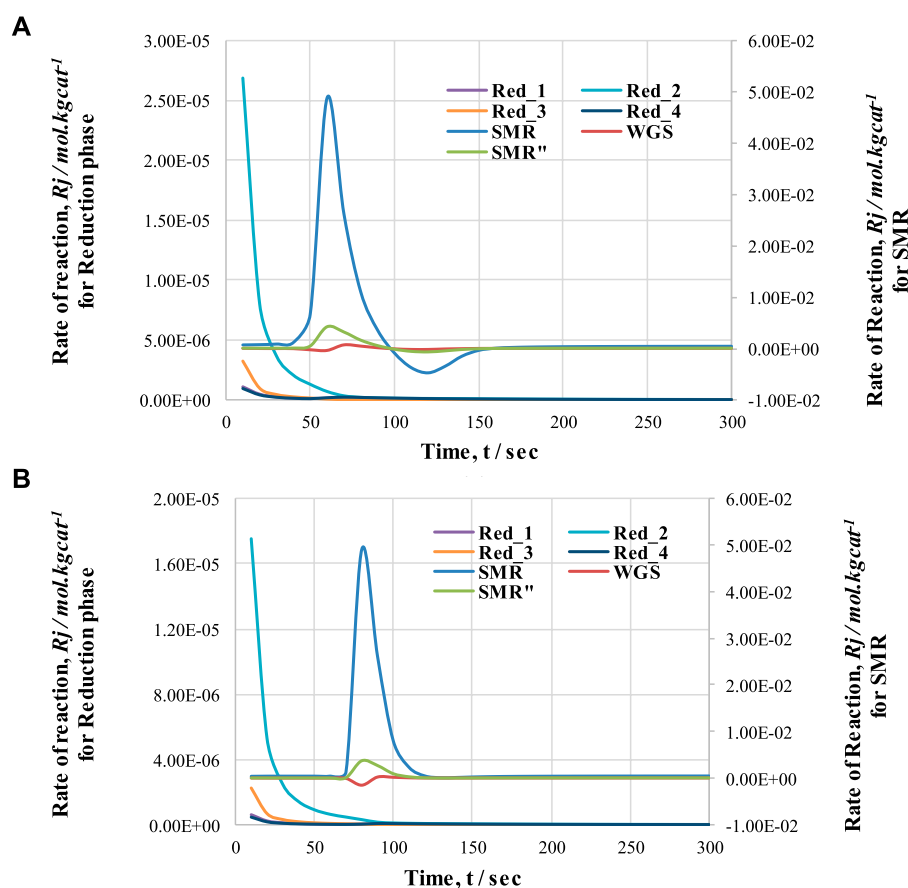 A
Rate of reaction, Rj / mol.kgcat-1
for Reduction phase
3.00E-05
2.50E-05
2.00E-05
1.50E-05
1.00E-05
5.00E-06
0.00E+00
Red_1
Red_2
Red_3
Red_4
SMR
WGS
SMR"
6.00E-02
5.00E-02
4.00E-02
3.00E-02
2.00E-02
1.00E-02
0.00E+00
-1.00E-02
Rate of Reaction, Rj / mol.kgcat-1
for SMR
0 50 100 150 200 250 300
Time, t / sec
B
Rate of reaction, Rj / mol.kgcat-1
for Reduction phase
2.00E-05
1.60E-05
1.20E-05
8.00E-06
4.00E-06
0.00E+00
Red_1
Red_2
Red_3
Red_4
SMR
WGS
SMR"
6.00E-02
5.00E-02
4.00E-02
3.00E-02
2.00E-02
1.00E-02
0.00E+00
-1.00E-02
Rate of Reaction, Rj / mol.kgcat-1
for SMR
0 50 100 150 200 250 300
Time, t / sec